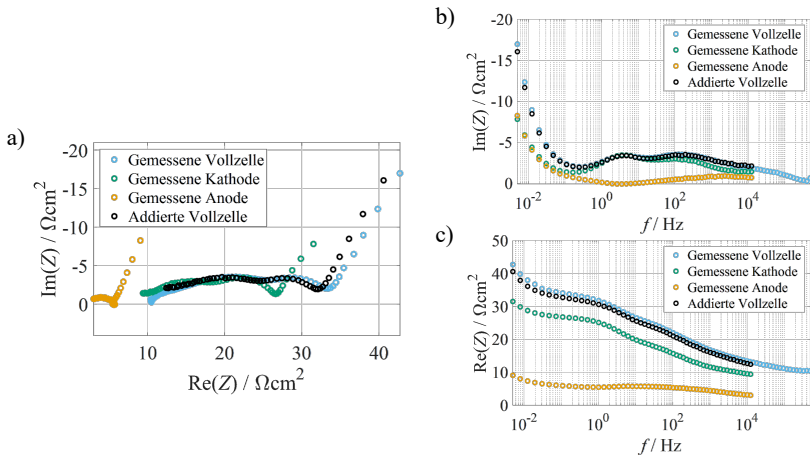 a)
-20
-15
-10
-5
0
Im(Z) / Ωcm²
Gemessene Vollzelle
Gemessene Kathode
Gemessene Anode
Addierte Vollzelle
10 20 30 40
Re(Z) / Ωcm²
b)
-20
-15
-10
-5
0
Im(Z) / Ωcm²
Gemessene Vollzelle
Gemessene Kathode
Gemessene Anode
Addierte Vollzelle
10⁻² 10⁰ 10² 10⁴
f / Hz
c)
50
40
30
20
10
0
Re(Z) / Ωcm²
Gemessene Vollzelle
Gemessene Kathode
Gemessene Anode
Addierte Vollzelle
10⁻² 10⁰ 10² 10⁴
f / Hz